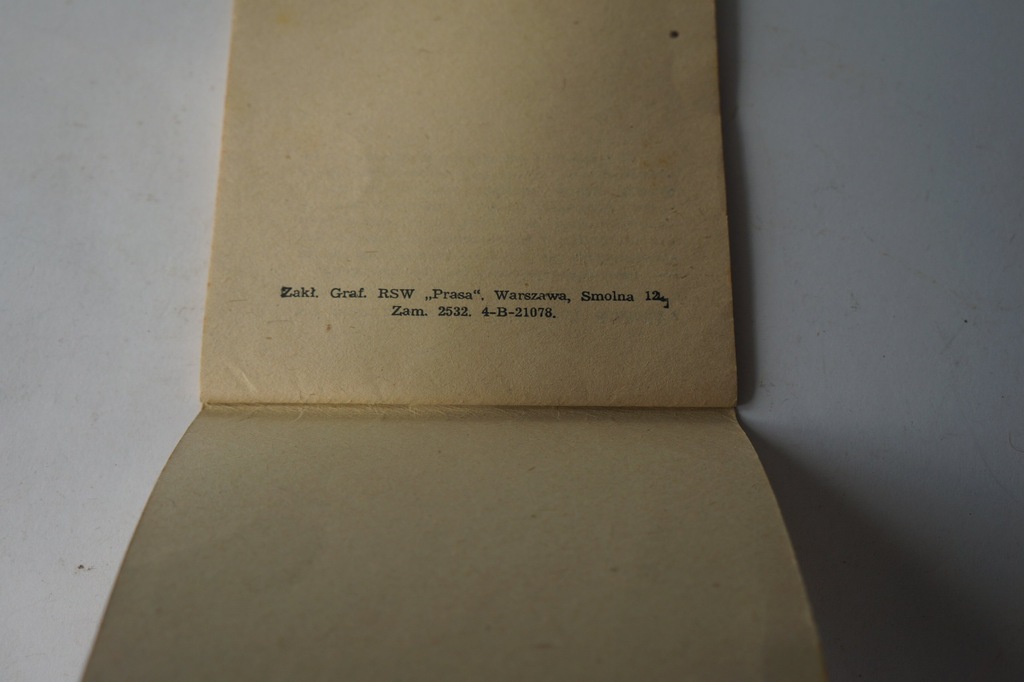 Zakł. Graf. RSW „Prasa“. Warszawa, Smolna 12.
Zam. 2532. 4-B-21078.